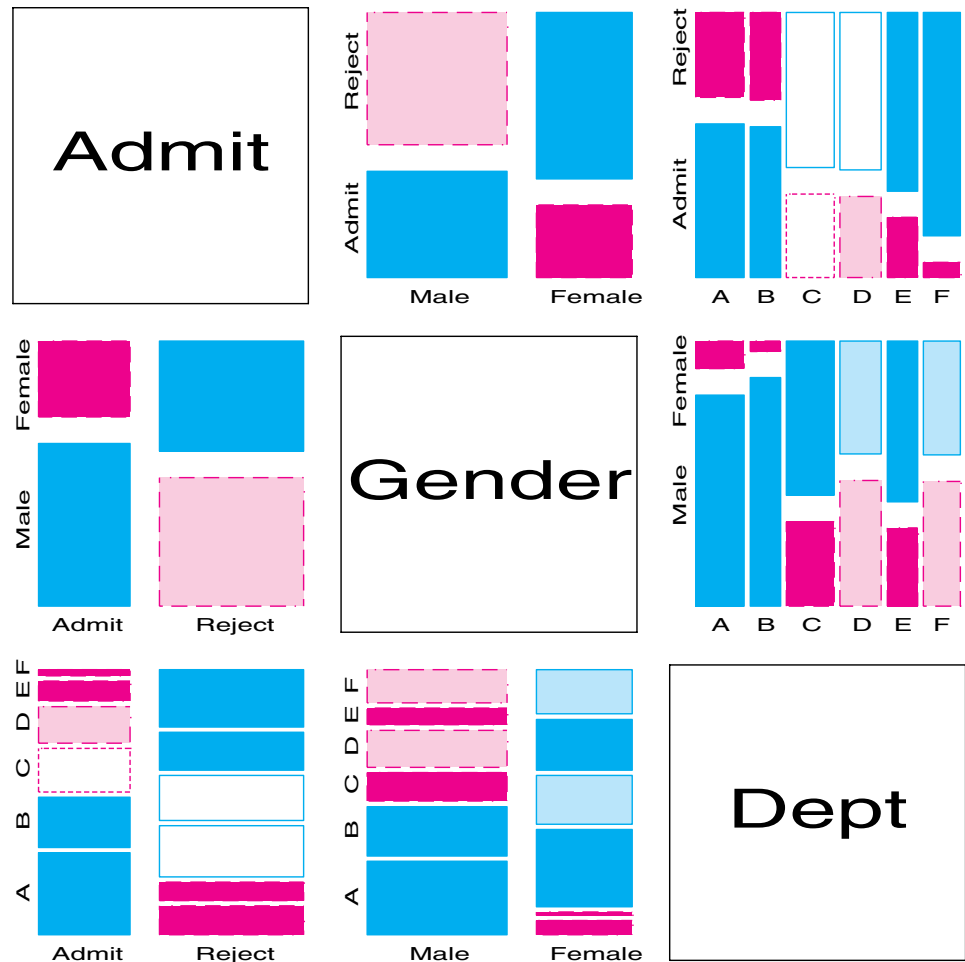 Admit
Reject
Admit
Male Female
Reject
Admit
A B C D E F
Female
Male
Admit Reject
Gender
Female
Male
A B C D E F
F
E
D
C
B
A
Admit Reject
F
E
D
C
B
A
Male Female
Dept